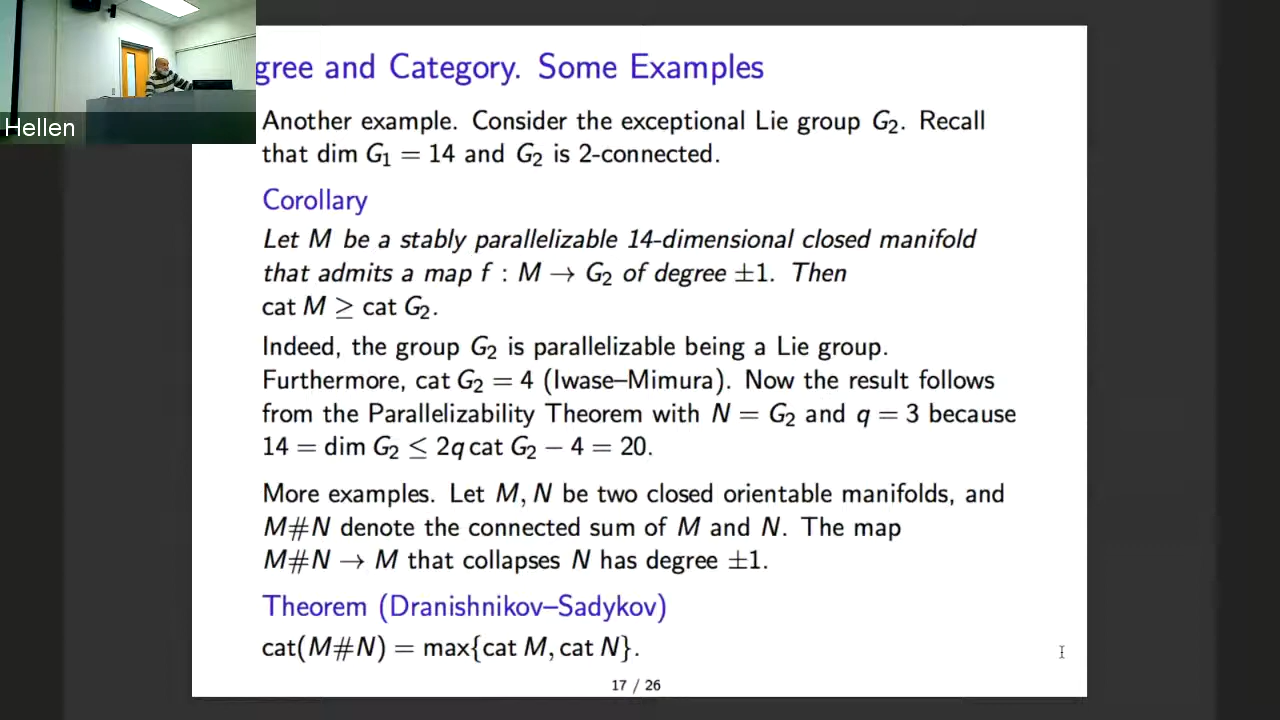 gree and Category. Some Examples
Hellen
Another example. Consider the exceptional Lie group G₂. Recall
that dim G₁ = 14 and G₂ is 2-connected.
Corollary
Let M be a stably parallelizable 14-dimensional closed manifold
that admits a map f : M → G₂ of degree ±1. Then
cat M ≥ cat G₂.
Indeed, the group G₂ is parallelizable being a Lie group.
Furthermore, cat G₂ = 4 (Iwase–Mimura). Now the result follows
from the Parallelizability Theorem with N = G₂ and q = 3 because
14 = dim G₂ ≤ 2q cat G₂ − 4 = 20.
More examples. Let M, N be two closed orientable manifolds, and
M#N denote the connected sum of M and N. The map
M#N → M that collapses N has degree ±1.
Theorem (Dranishnikov–Sadykov)
cat(M#N) = max{cat M, cat N}.
17 / 26